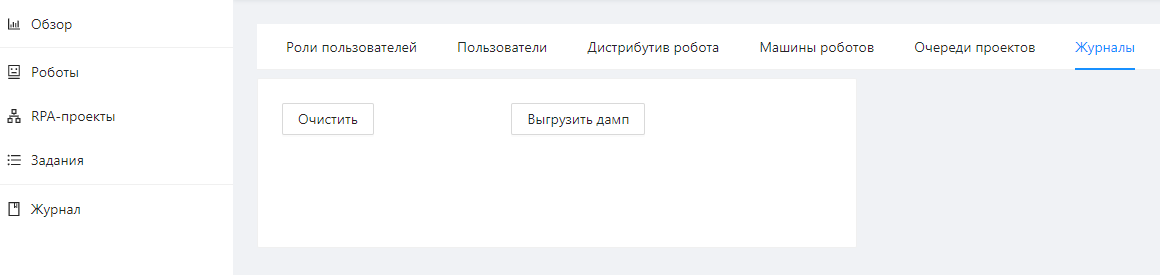 Обзор
Роботы
RPA-проекты
Задания
Журнал
Роли пользователей Пользователи Дистрибутив робота Машины роботов Очереди проектов Журналы
Очистить Выгрузить дамп